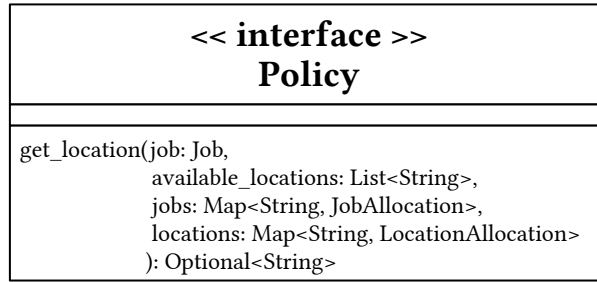 << interface >>
Policy
get_location(job: Job,
available_locations: List<String>,
jobs: Map<String, JobAllocation>,
locations: Map<String, LocationAllocation>
): Optional<String>